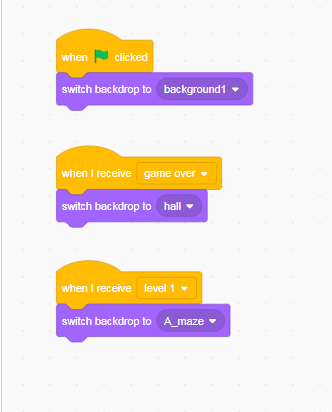 when clicked
switch backdrop to background1
when I receive game over
switch backdrop to hall
when I receive level 1
switch backdrop to A_maze